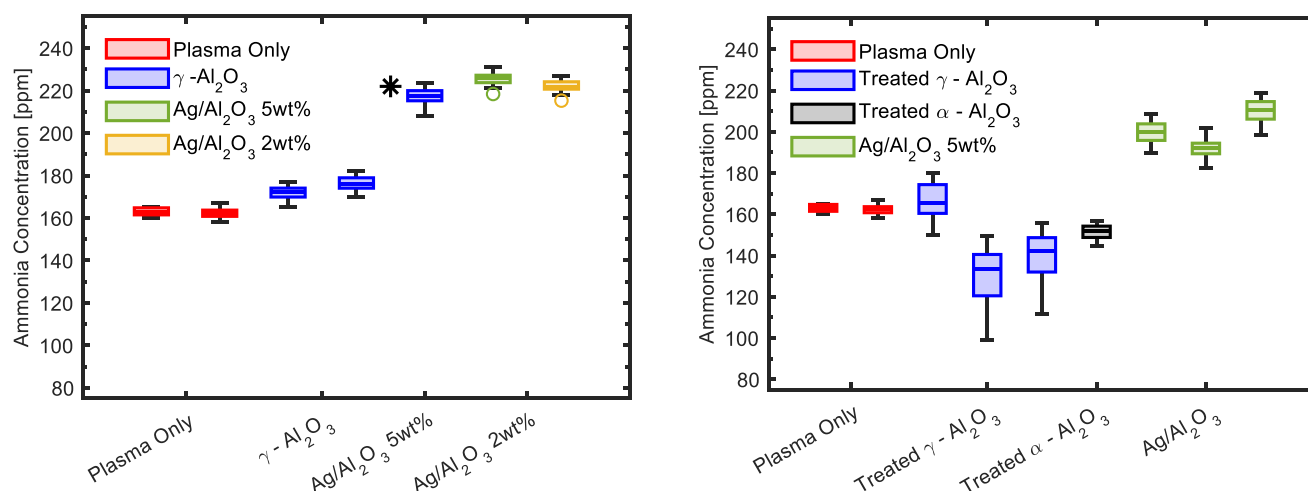 Ammonia Concentration [ppm]
240
220
200
180
160
140
120
100
80
Plasma Only
γ -Al₂O₃
Ag/Al₂O₃ 5wt%
Ag/Al₂O₃ 2wt%
Plasma Only
γ - Al₂O₃
Ag/Al₂O₃ 5wt%
Ag/Al₂O₃ 2wt%
Ammonia Concentration [ppm]
240
220
200
180
160
140
120
100
80
Plasma Only
Treated γ - Al₂O₃
Treated α - Al₂O₃
Ag/Al₂O₃ 5wt%
Plasma Only
Treated γ - Al₂O₃
Treated α - Al₂O₃
Ag/Al₂O₃